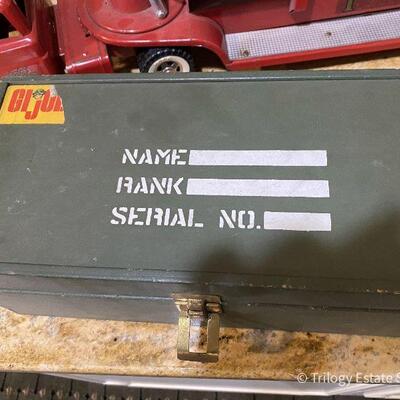 GI JOE
NAME
RANK
SERIAL NO.
© Trilogy Estate S